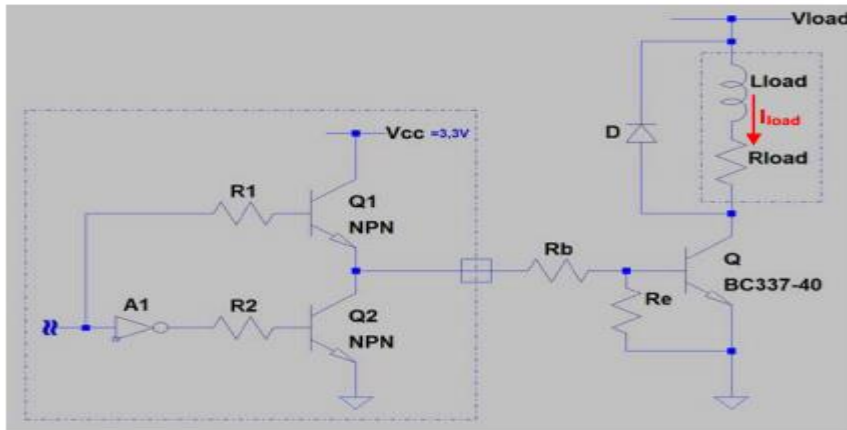 Vload
Lload
Iload
D
Rload
Vcc =3,3V
R1
Q1
NPN
Rb
Q
BC337-40
A1
R2
Re
Q2
NPN